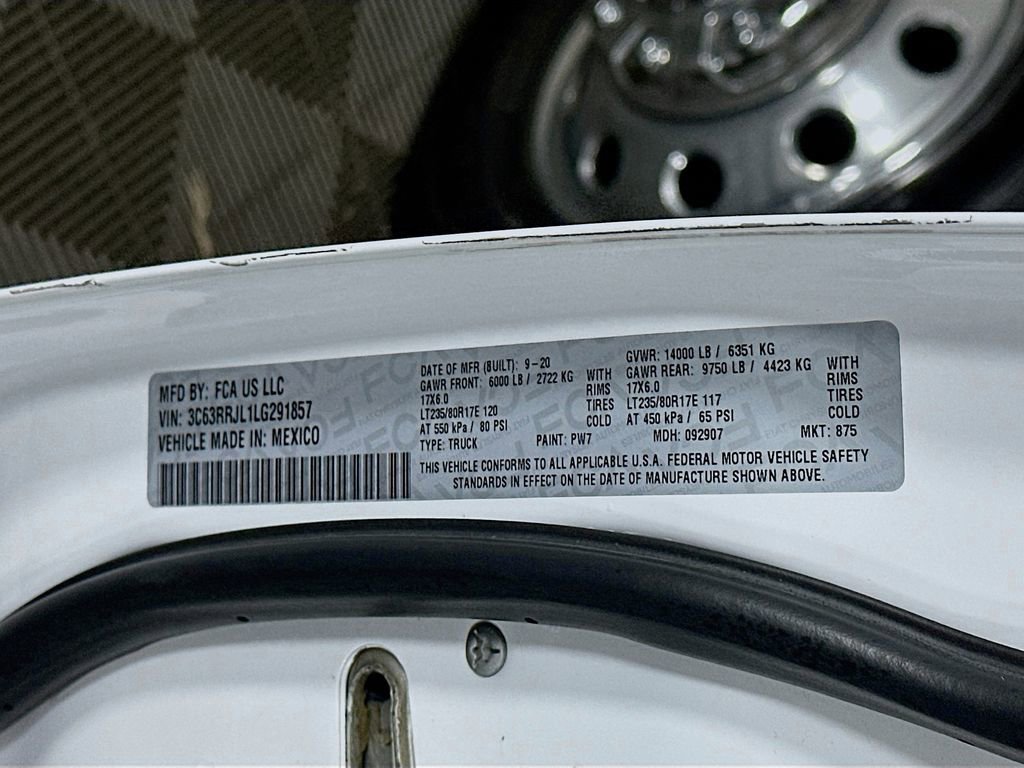 MFD BY: FCA US LLC
VIN: 3C63RRJL1LG291857
VEHICLE MADE IN: MEXICO
DATE OF MFR (BUILT): 9-20
GAWR FRONT: 6000 LB / 2722 KG
17X6.0
LT235/80R17E 120
AT 550 kPa / 80 PSI
WITH
RIMS
TIRES
COLD
TYPE: TRUCK PAINT: PW7
GVWR: 14000 LB / 6351 KG
GAWR REAR: 9750 LB / 4423 KG
17X6.0
LT235/80R17E 117
AT 450 kPa / 65 PSI
WITH
RIMS
TIRES
COLD
MDH: 092907 MKT: 875
THIS VEHICLE CONFORMS TO ALL APPLICABLE U.S.A. FEDERAL MOTOR VEHICLE SAFETY
STANDARDS IN EFFECT ON THE DATE OF MANUFACTURE SHOWN ABOVE.